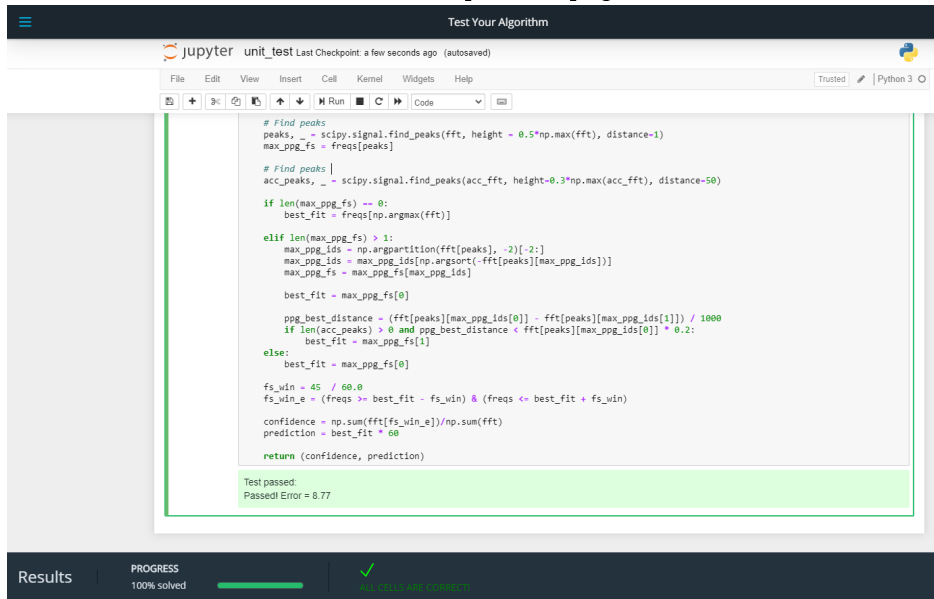 Test Your Algorithm
jupyter unit_test Last Checkpoint: a few seconds ago (autosaved)
File Edit View Insert Cell Kernel Widgets Help Trusted Python 3
Run Code
# Find peaks
peaks, _ = scipy.signal.find_peaks(fft, height = 0.5*np.max(fft), distance=1)
max_ppg_fs = freqs[peaks]
# Find peaks
acc_peaks, _ = scipy.signal.find_peaks(acc_fft, height=0.3*np.max(acc_fft), distance=50)
if len(max_ppg_fs) == 0:
best_fit = freqs[np.argmax(fft)]
elif len(max_ppg_fs) > 1:
max_ppg_ids = np.argpartition(fft[peaks], -2)[-2:]
max_ppg_ids = max_ppg_ids[np.argsort(-fft[peaks][max_ppg_ids])]
max_ppg_fs = max_ppg_fs[max_ppg_ids]
best_fit = max_ppg_fs[0]
ppg_best_distance = (fft[peaks][max_ppg_ids[0]] - fft[peaks][max_ppg_ids[1]]) / 1000
if len(acc_peaks) > 0 and ppg_best_distance < fft[peaks][max_ppg_ids[0]] * 0.2:
best_fit = max_ppg_fs[1]
else:
best_fit = max_ppg_fs[0]
fs_win = 45 / 60.0
fs_win_e = (freqs >= best_fit - fs_win) & (freqs <= best_fit + fs_win)
confidence = np.sum(fft[fs_win_e])/np.sum(fft)
prediction = best_fit * 60
return (confidence, prediction)
Test passed:
Passed! Error = 8.77
Results
PROGRESS
100% solved
ALL CELLS ARE CORRECT!